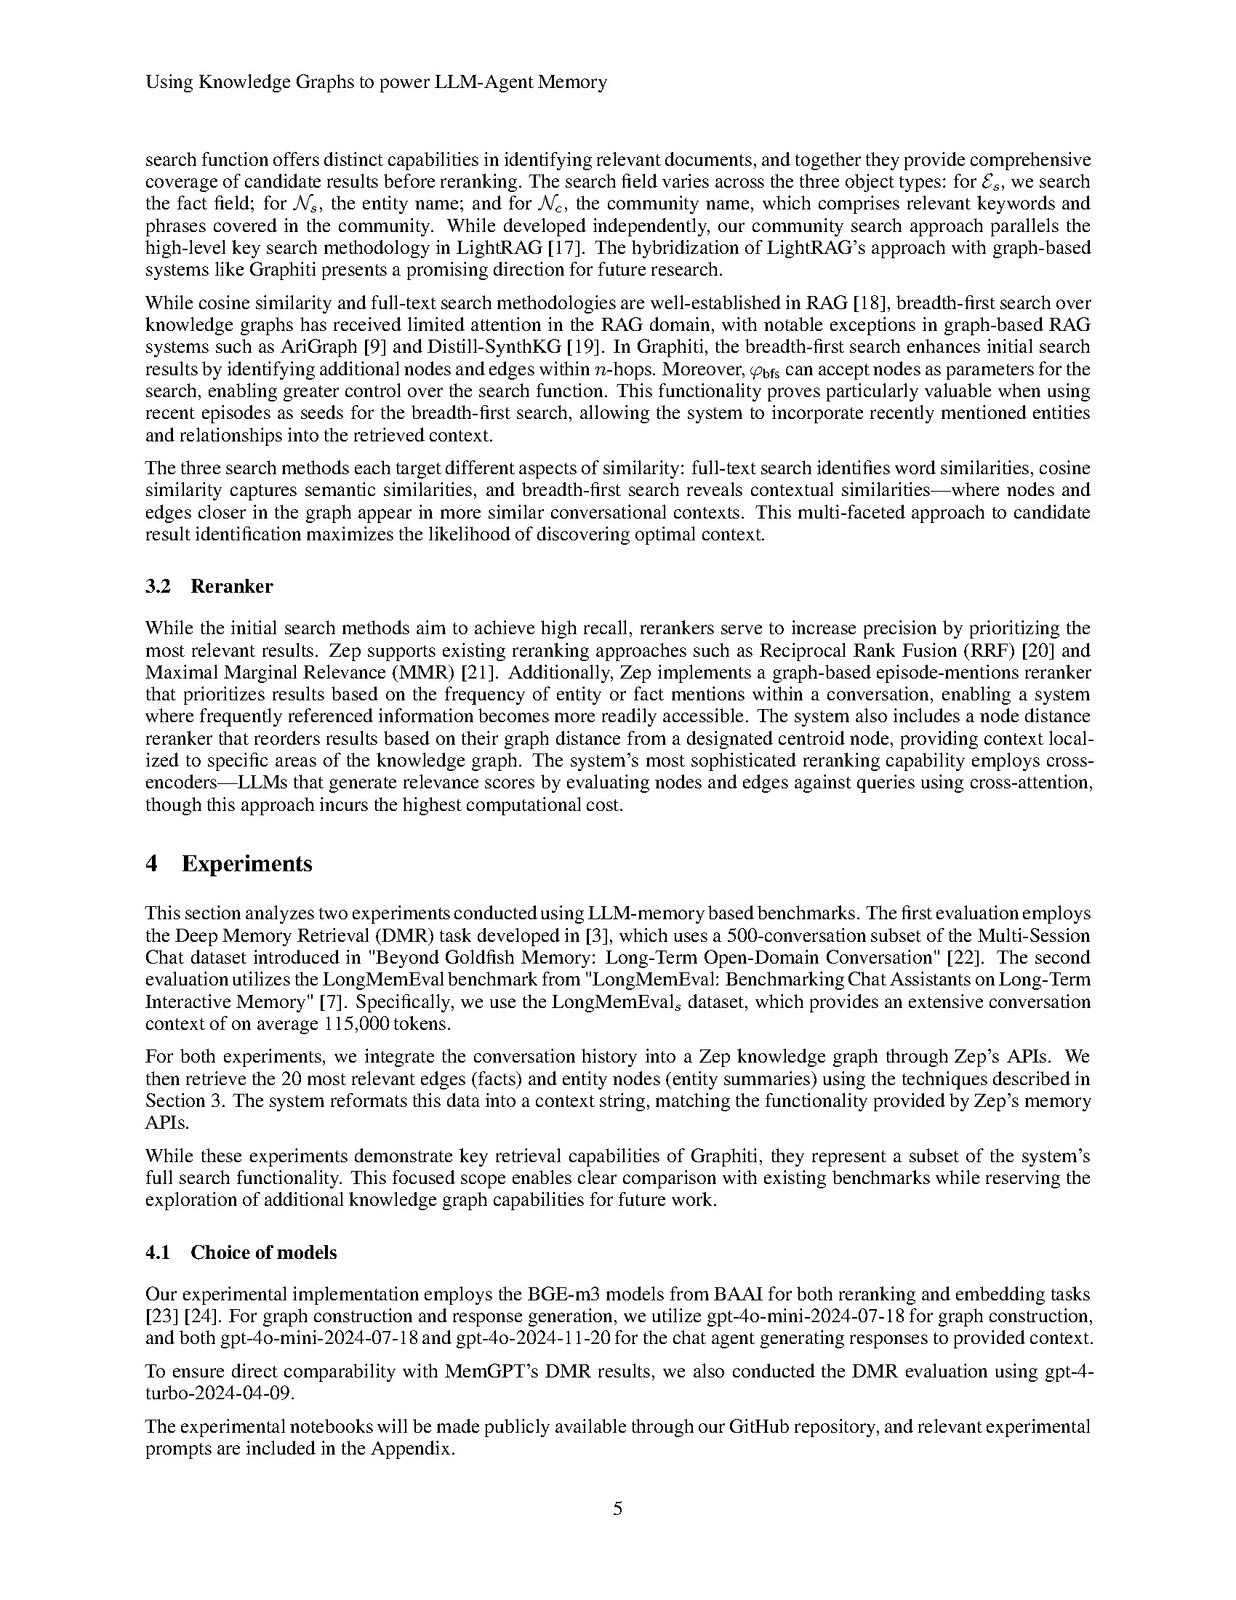 Using Knowledge Graphs to power LLM-Agent Memory
search function offers distinct capabilities in identifying relevant documents, and together they provide comprehensive
coverage of candidate results before reranking. The search field varies across the three object types: for ℰₛ, we search
the fact field; for 𝒩ₛ, the entity name; and for 𝒩_c, the community name, which comprises relevant keywords and
phrases covered in the community. While developed independently, our community search approach parallels the
high-level key search methodology in LightRAG [17]. The hybridization of LightRAG's approach with graph-based
systems like Graphiti presents a promising direction for future research.
While cosine similarity and full-text search methodologies are well-established in RAG [18], breadth-first search over
knowledge graphs has received limited attention in the RAG domain, with notable exceptions in graph-based RAG
systems such as AriGraph [9] and Distill-SynthKG [19]. In Graphiti, the breadth-first search enhances initial search
results by identifying additional nodes and edges within n-hops. Moreover, φ_bfs can accept nodes as parameters for the
search, enabling greater control over the search function. This functionality proves particularly valuable when using
recent episodes as seeds for the breadth-first search, allowing the system to incorporate recently mentioned entities
and relationships into the retrieved context.
The three search methods each target different aspects of similarity: full-text search identifies word similarities, cosine
similarity captures semantic similarities, and breadth-first search reveals contextual similarities—where nodes and
edges closer in the graph appear in more similar conversational contexts. This multi-faceted approach to candidate
result identification maximizes the likelihood of discovering optimal context.
3.2 Reranker
While the initial search methods aim to achieve high recall, rerankers serve to increase precision by prioritizing the
most relevant results. Zep supports existing reranking approaches such as Reciprocal Rank Fusion (RRF) [20] and
Maximal Marginal Relevance (MMR) [21]. Additionally, Zep implements a graph-based episode-mentions reranker
that prioritizes results based on the frequency of entity or fact mentions within a conversation, enabling a system
where frequently referenced information becomes more readily accessible. The system also includes a node distance
reranker that reorders results based on their graph distance from a designated centroid node, providing context local-
ized to specific areas of the knowledge graph. The system's most sophisticated reranking capability employs cross-
encoders—LLMs that generate relevance scores by evaluating nodes and edges against queries using cross-attention,
though this approach incurs the highest computational cost.
4 Experiments
This section analyzes two experiments conducted using LLM-memory based benchmarks. The first evaluation employs
the Deep Memory Retrieval (DMR) task developed in [3], which uses a 500-conversation subset of the Multi-Session
Chat dataset introduced in "Beyond Goldfish Memory: Long-Term Open-Domain Conversation" [22]. The second
evaluation utilizes the LongMemEval benchmark from "LongMemEval: Benchmarking Chat Assistants on Long-Term
Interactive Memory" [7]. Specifically, we use the LongMemEvalₛ dataset, which provides an extensive conversation
context of on average 115,000 tokens.
For both experiments, we integrate the conversation history into a Zep knowledge graph through Zep's APIs. We
then retrieve the 20 most relevant edges (facts) and entity nodes (entity summaries) using the techniques described in
Section 3. The system reformats this data into a context string, matching the functionality provided by Zep's memory
APIs.
While these experiments demonstrate key retrieval capabilities of Graphiti, they represent a subset of the system's
full search functionality. This focused scope enables clear comparison with existing benchmarks while reserving the
exploration of additional knowledge graph capabilities for future work.
4.1 Choice of models
Our experimental implementation employs the BGE-m3 models from BAAI for both reranking and embedding tasks
[23] [24]. For graph construction and response generation, we utilize gpt-4o-mini-2024-07-18 for graph construction,
and both gpt-4o-mini-2024-07-18 and gpt-4o-2024-11-20 for the chat agent generating responses to provided context.
To ensure direct comparability with MemGPT's DMR results, we also conducted the DMR evaluation using gpt-4-
turbo-2024-04-09.
The experimental notebooks will be made publicly available through our GitHub repository, and relevant experimental
prompts are included in the Appendix.
5